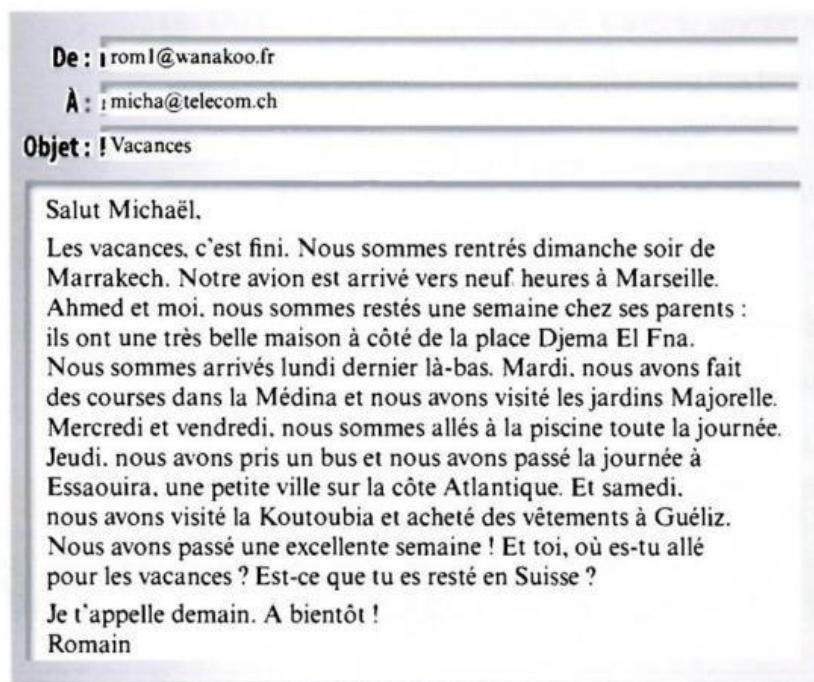 De : rom1@wanakoo.fr
À : micha@telecom.ch
Objet : Vacances
Salut Michaël,
Les vacances, c'est fini. Nous sommes rentrés dimanche soir de
Marrakech. Notre avion est arrivé vers neuf heures à Marseille.
Ahmed et moi, nous sommes restés une semaine chez ses parents :
ils ont une très belle maison à côté de la place Djema El Fna.
Nous sommes arrivés lundi dernier là-bas. Mardi, nous avons fait
des courses dans la Médina et nous avons visité les jardins Majorelle.
Mercredi et vendredi, nous sommes allés à la piscine toute la journée.
Jeudi, nous avons pris un bus et nous avons passé la journée à
Essaouira, une petite ville sur la côte Atlantique. Et samedi,
nous avons visité la Koutoubia et acheté des vêtements à Guéliz.
Nous avons passé une excellente semaine ! Et toi, où es-tu allé
pour les vacances ? Est-ce que tu es resté en Suisse ?
Je t'appelle demain. A bientôt !
Romain